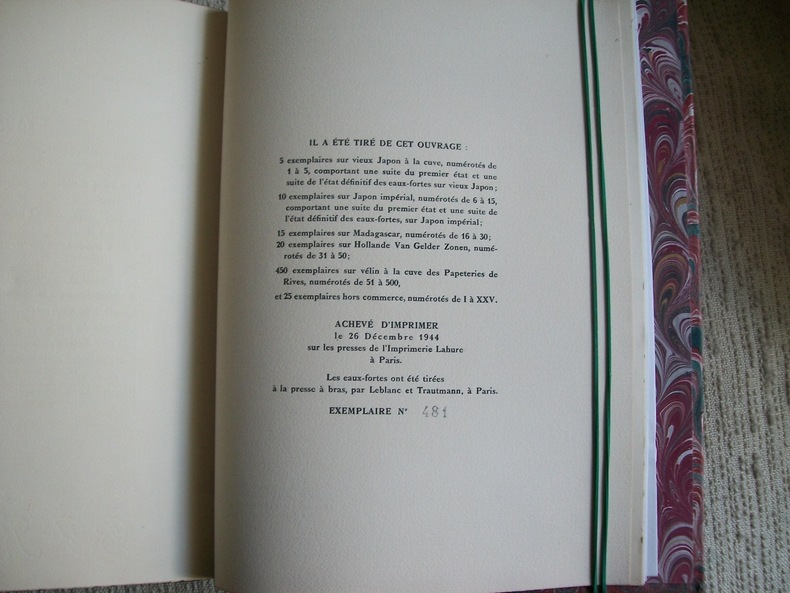 IL A ÉTÉ TIRÉ DE CET OUVRAGE :
5 exemplaires sur vieux Japon à la cuve, numérotés de
1 à 5, comportant une suite du premier état et une
suite de l'état définitif des eaux-fortes sur vieux Japon;
10 exemplaires sur Japon impérial, numérotés de 6 à 15,
comportant une suite du premier état et une suite de
l'état définitif des eaux-fortes, sur Japon impérial;
15 exemplaires sur Madagascar, numérotés de 16 à 30;
20 exemplaires sur Hollande Van Gelder Zonen, numé-
rotés de 31 à 50;
450 exemplaires sur vélin à la cuve des Papeteries de
Rives, numérotés de 51 à 500,
et 25 exemplaires hors commerce, numérotés de I à XXV.
ACHEVÉ D'IMPRIMER
le 26 Décembre 1944
sur les presses de l'Imprimerie Lahure
à Paris.
Les eaux-fortes ont été tirées
à la presse à bras, par Leblanc et Trautmann, à Paris.
EXEMPLAIRE N° 481